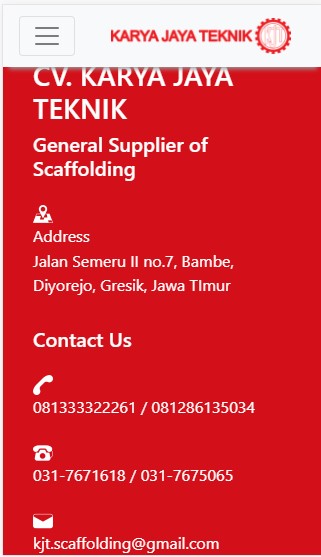 KARYA JAYA TEKNIK KJT
CV. KARYA JAYA
TEKNIK
General Supplier of
Scaffolding
Address
Jalan Semeru II no.7, Bambe,
Diyorejo, Gresik, Jawa TImur
Contact Us
081333322261 / 081286135034
031-7671618 / 031-7675065
kjt.scaffolding@gmail.com